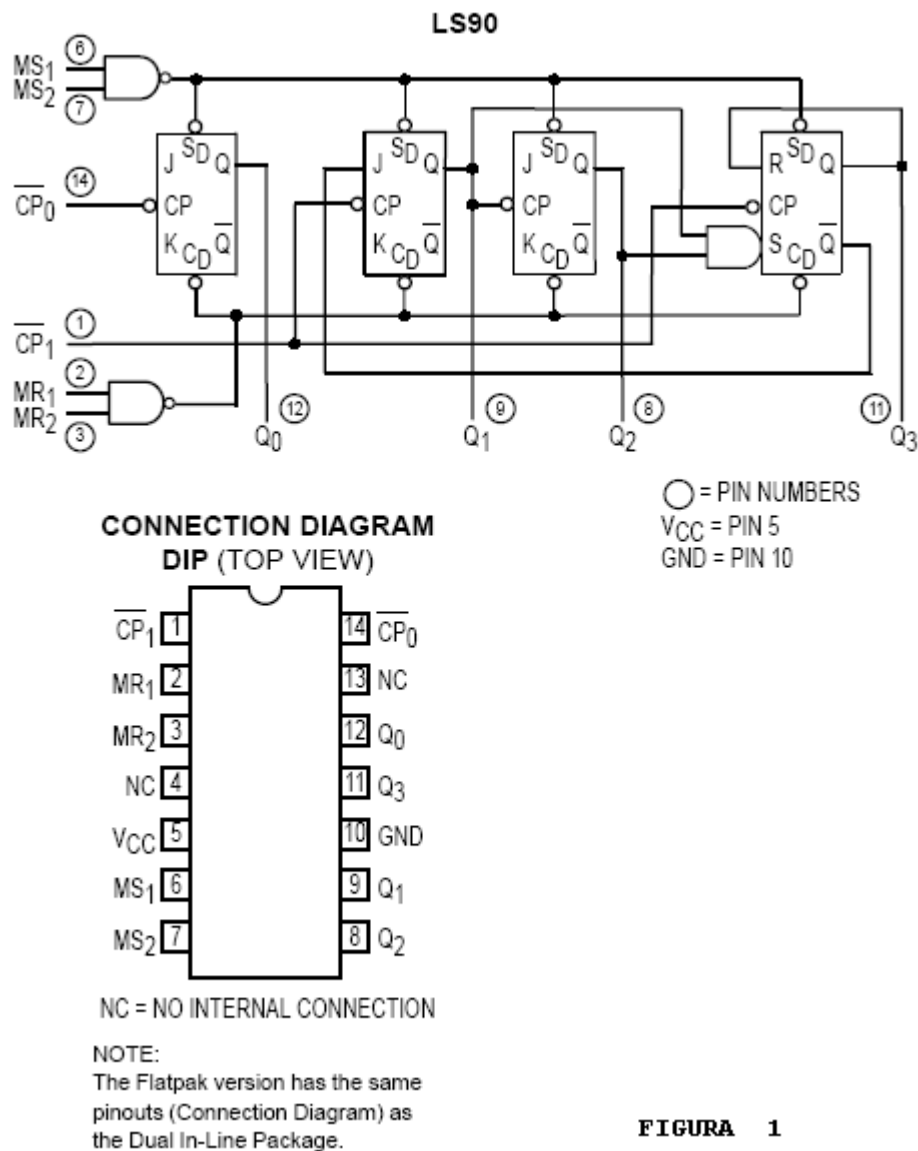 LS90
6
MS1
MS2
7
SD SD SD SD
J Q J Q J Q R Q
14
CP0 CP CP CP CP
K CD Q K CD Q K CD Q S CD Q
1
CP1
2
MR1
MR2
3
12 9 8 11
Q0 Q1 Q2 Q3
= PIN NUMBERS
VCC = PIN 5
GND = PIN 10
CONNECTION DIAGRAM
DIP (TOP VIEW)
CP1 1 14 CP0
MR1 2 13 NC
MR2 3 12 Q0
NC 4 11 Q3
VCC 5 10 GND
MS1 6 9 Q1
MS2 7 8 Q2
NC = NO INTERNAL CONNECTION
NOTE:
The Flatpak version has the same
pinouts (Connection Diagram) as
the Dual In-Line Package.
FIGURA 1